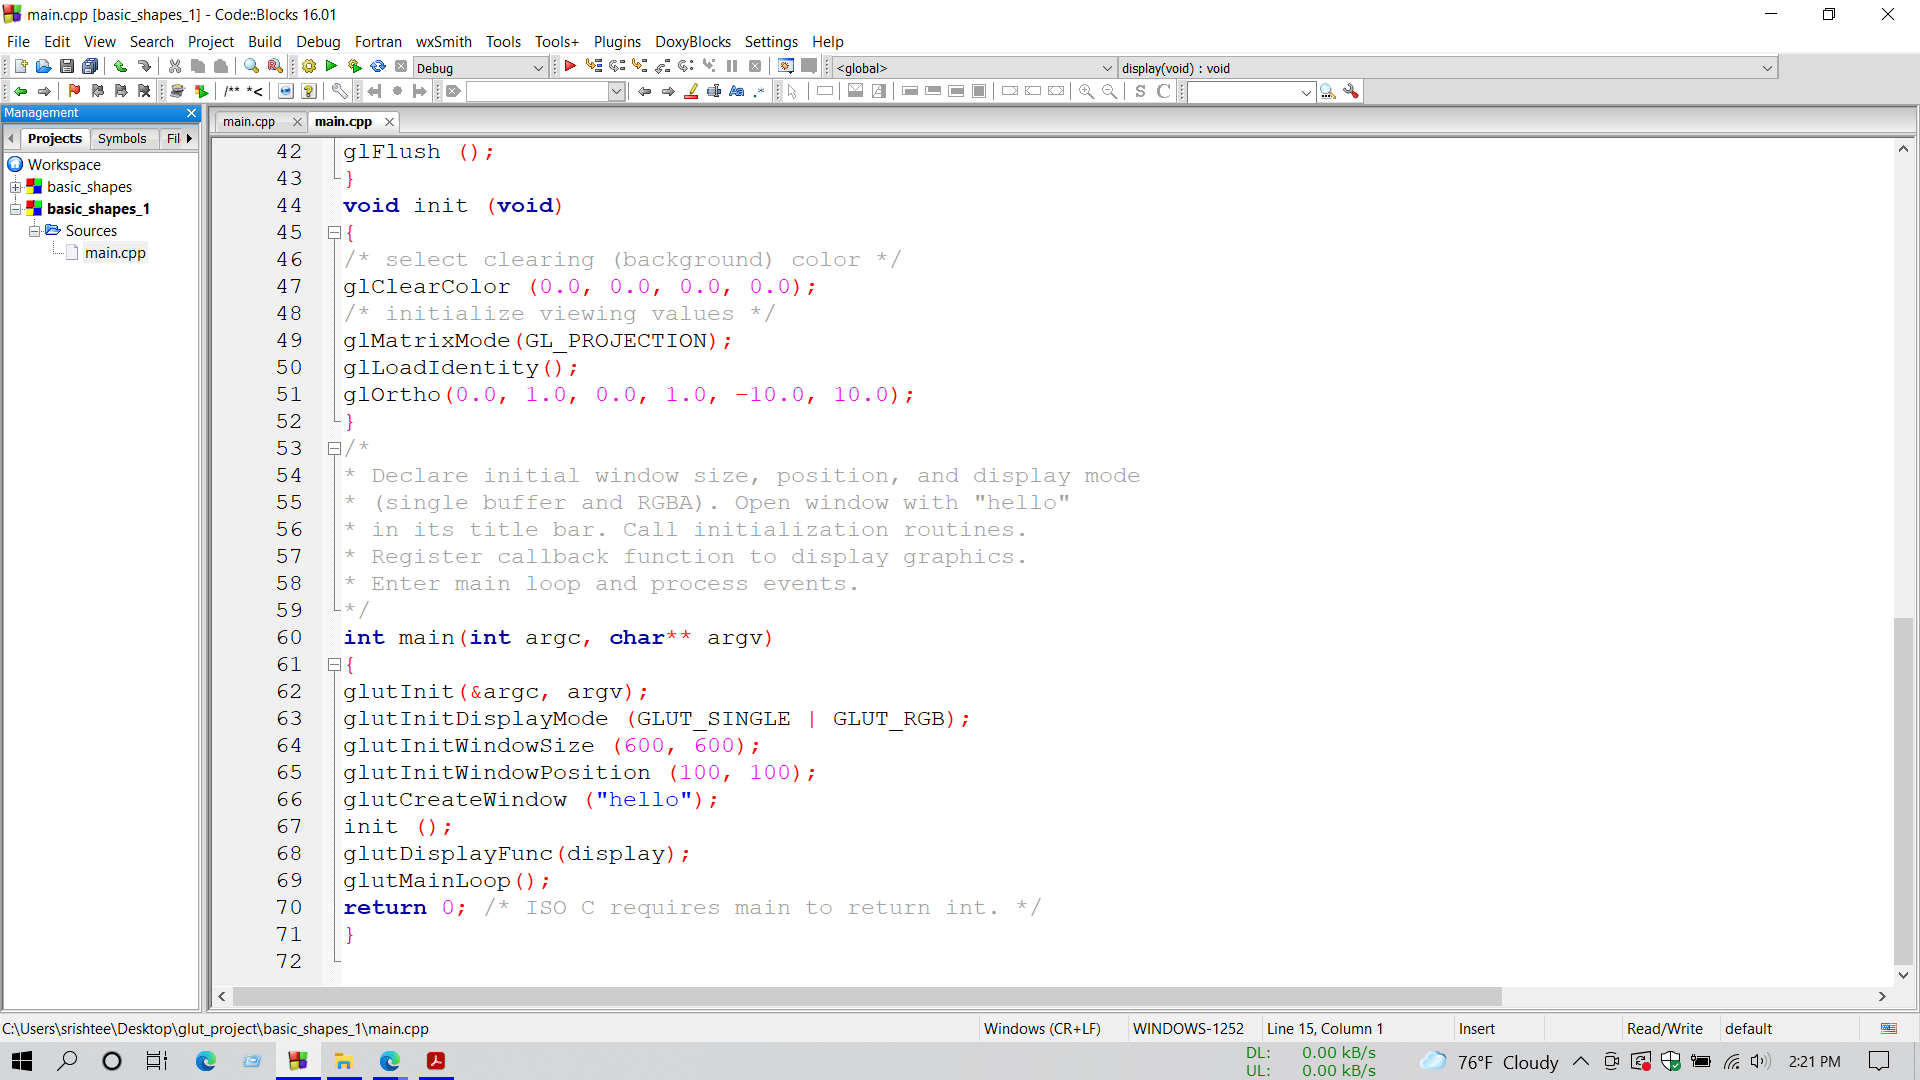 main.cpp [basic_shapes_1] - Code::Blocks 16.01
File Edit View Search Project Build Debug Fortran wxSmith Tools Tools+ Plugins DoxyBlocks Settings Help
Debug
<global>
display(void) : void
/** *<
Aa .*
S C
Management
Projects Symbols Fil
main.cpp main.cpp
Workspace
basic_shapes
basic_shapes_1
Sources
main.cpp
42 glFlush ();
43 }
44 void init (void)
45 {
46 /* select clearing (background) color */
47 glClearColor (0.0, 0.0, 0.0, 0.0);
48 /* initialize viewing values */
49 glMatrixMode(GL_PROJECTION);
50 glLoadIdentity();
51 glOrtho(0.0, 1.0, 0.0, 1.0, -10.0, 10.0);
52 }
53 /*
54 * Declare initial window size, position, and display mode
55 * (single buffer and RGBA). Open window with "hello"
56 * in its title bar. Call initialization routines.
57 * Register callback function to display graphics.
58 * Enter main loop and process events.
59 */
60 int main(int argc, char** argv)
61 {
62 glutInit(&argc, argv);
63 glutInitDisplayMode (GLUT_SINGLE | GLUT_RGB);
64 glutInitWindowSize (600, 600);
65 glutInitWindowPosition (100, 100);
66 glutCreateWindow ("hello");
67 init ();
68 glutDisplayFunc(display);
69 glutMainLoop();
70 return 0; /* ISO C requires main to return int. */
71 }
72
C:\Users\srishtee\Desktop\glut_project\basic_shapes_1\main.cpp
Windows (CR+LF) WINDOWS-1252 Line 15, Column 1 Insert Read/Write default
DL: 0.00 kB/s
UL: 0.00 kB/s
76°F Cloudy
2:21 PM